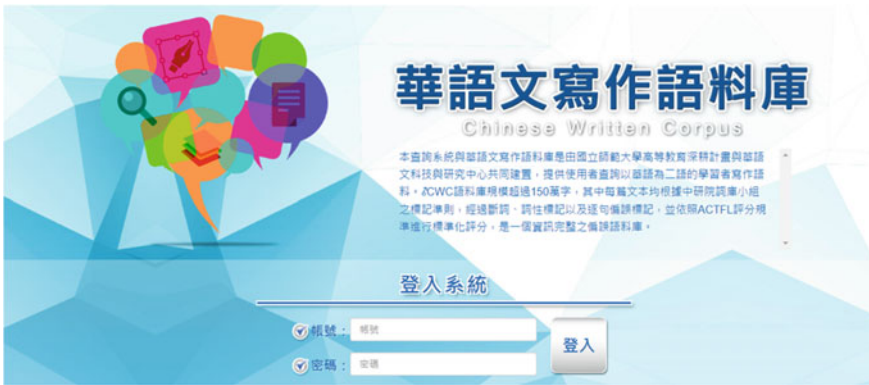 華語文寫作語料庫
Chinese Written Corpus
本查詢系統與華語文寫作語料庫是由國立師範大學高等教育深耕計畫與華語
文科技與研究中心共同建置，提供使用者查詢以華語為二語的學習者寫作語
料。CWC語料庫規模超過150萬字，其中每篇文本均根據中研院詞庫小組
之標記準則，經過斷詞、詞性標記以及逐句偏誤標記，並依照ACTFL評分規
準進行標準化評分，是一個資訊完整之偏誤語料庫。
登入系統
帳號：
帳號
登入
密碼：
密碼